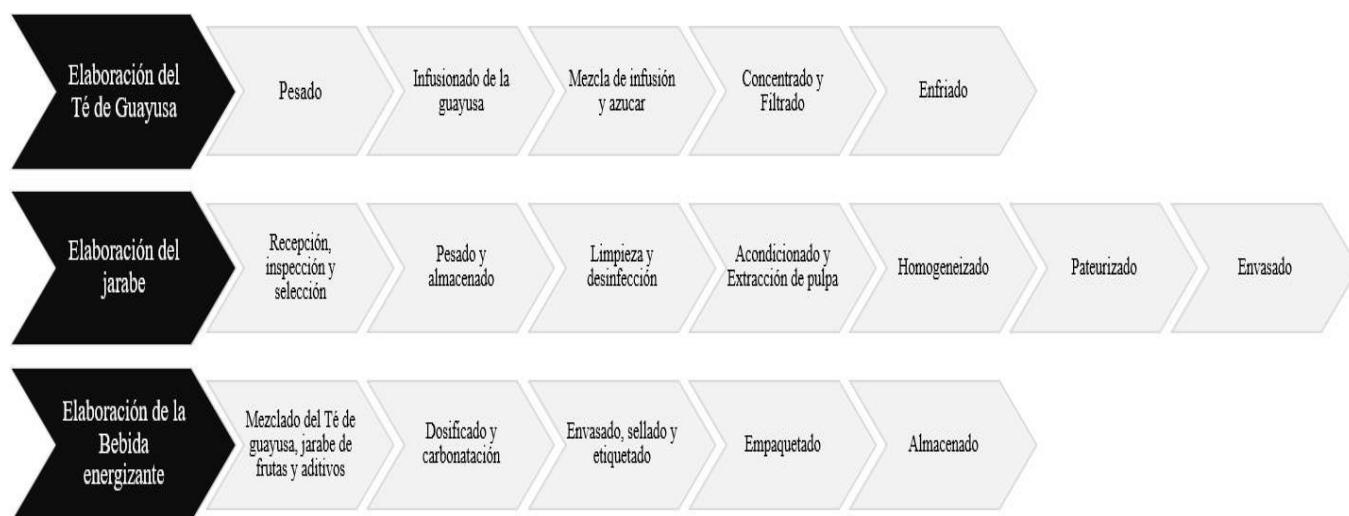 Elaboración del
Té de Guayusa
Pesado
Infusionado de la
guayusa
Mezcla de infusión
y azucar
Concentrado y
Filtrado
Enfriado
Elaboración del
jarabe
Recepción,
inspección y
selección
Pesado y
almacenado
Limpieza y
desinfección
Acondicionado y
Extracción de pulpa
Homogeneizado
Pateurizado
Envasado
Elaboración de la
Bebida
energizante
Mezclado del Té de
guayusa, jarabe de
frutas y aditivos
Dosificado y
carbonatación
Envasado, sellado y
etiquetado
Empaquetado
Almacenado